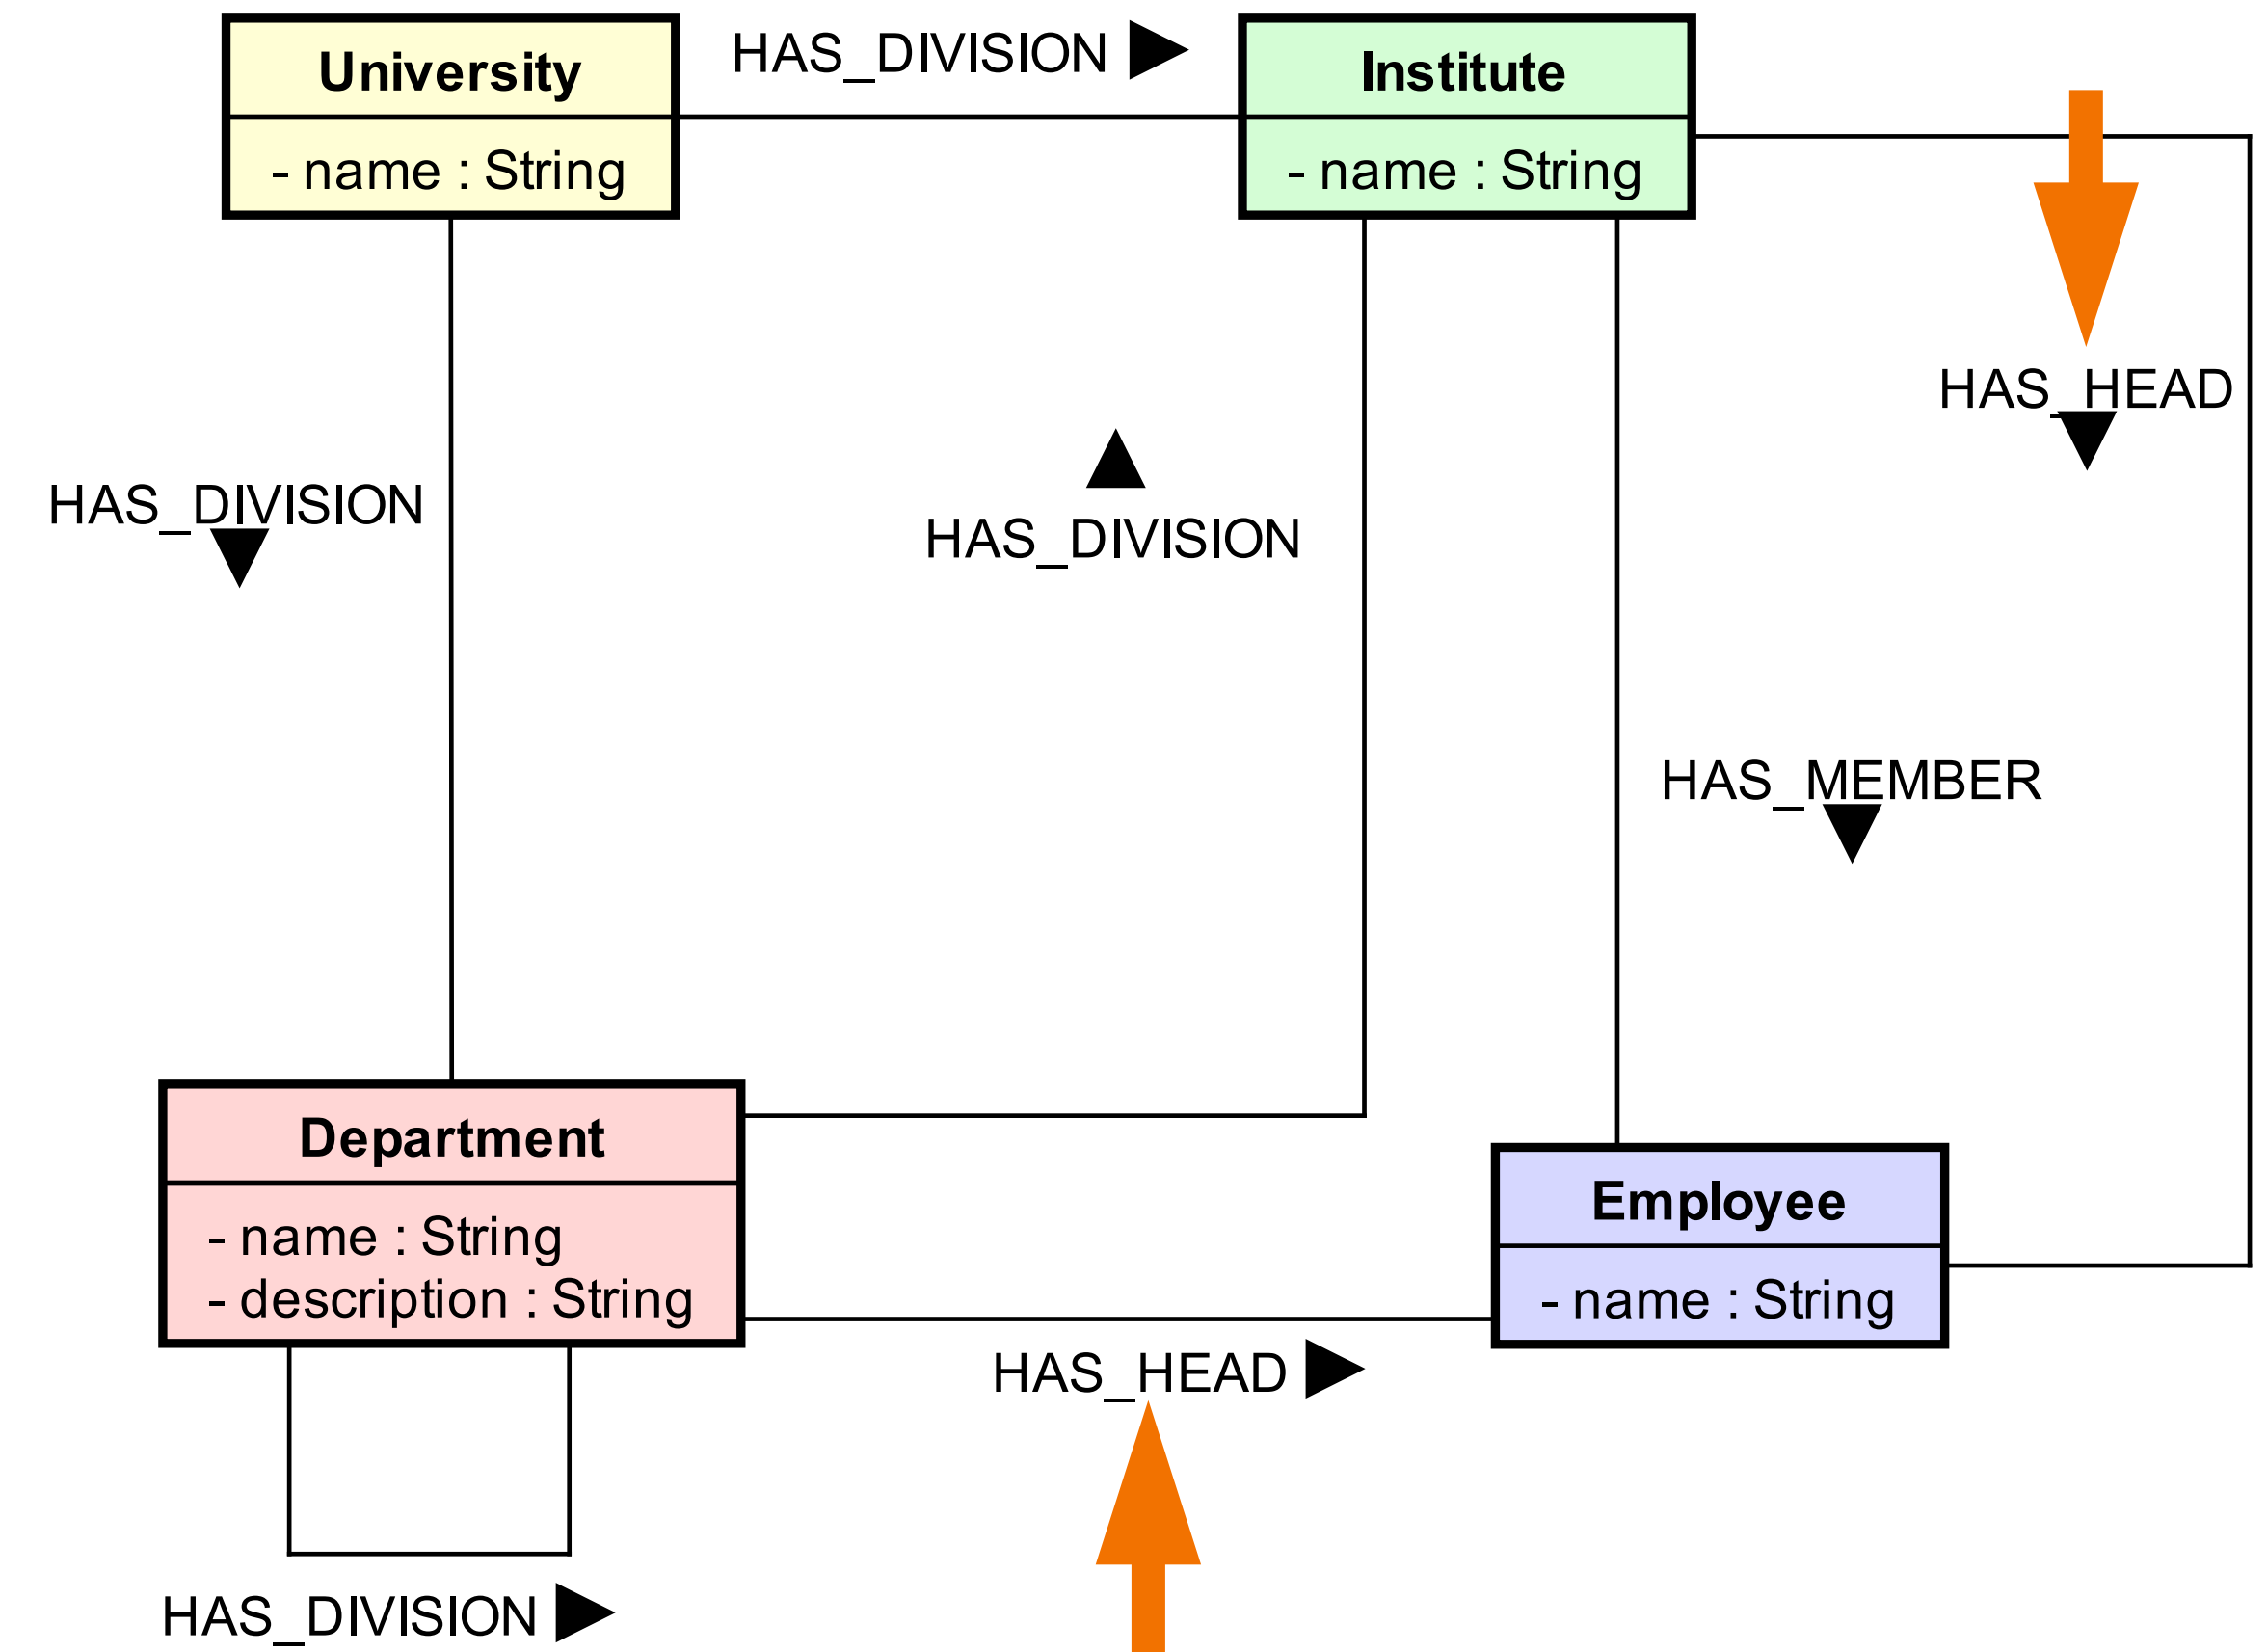 University
- name : String
HAS_DIVISION
Institute
- name : String
HAS_HEAD
HAS_DIVISION
HAS_DIVISION
HAS_MEMBER
Department
- name : String
- description : String
Employee
- name : String
HAS_HEAD
HAS_DIVISION